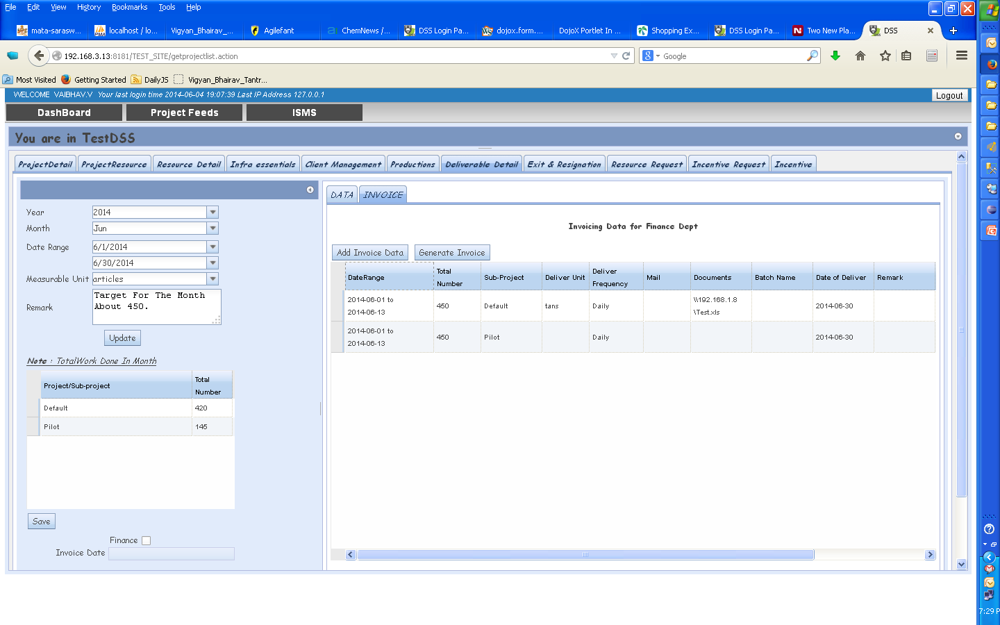 File Edit View History Bookmarks Tools Help
mata-sarasw... localhost / lo... Vigyan_Bhairav_... Agilefant ChemNews /... DSS Login Pa... dojox.form.... DojoX Portlet In ... Shopping Ex... DSS Login Pa... Two New Pla... DSS
192.168.3.13:8181/TEST_SITE/getprojectlist.action Google
Most Visited Getting Started DailyJS Vigyan_Bhairav_Tantr...
WELCOME VAIBHAV.V Your last login time 2014-06-04 19:07:39 Last IP Address 127.0.0.1
Logout
DashBoard Project Feeds ISMS
You are in TestDSS
ProjectDetail ProjectResource Resource Detail Infra essentials Client Management Productions Deliverable Detail Exit & Resignation Resource Request Incentive Request Incentive
Year 2014
Month Jun
Date Range 6/1/2014
6/30/2014
Measurable Unit articles
Remark Target For The Month
About 450.
Update
Note : TotalWork Done In Month
Project/Sub-project Total
Number
Default 420
Pilot 145
Save
Finance
Invoice Date
DATA INVOICE
Invoicing Data for Finance Dept
Add Invoice Data Generate Invoice
DateRange Total
Number Sub-Project Deliver Unit Deliver
Frequency Mail Documents Batch Name Date of Deliver Remark
2014-06-01 to
2014-06-13 450 Default tans Daily \\192.168.1.8
\Test.xls 2014-06-30
2014-06-01 to
2014-06-13 450 Pilot Daily 2014-06-30
7:29 P